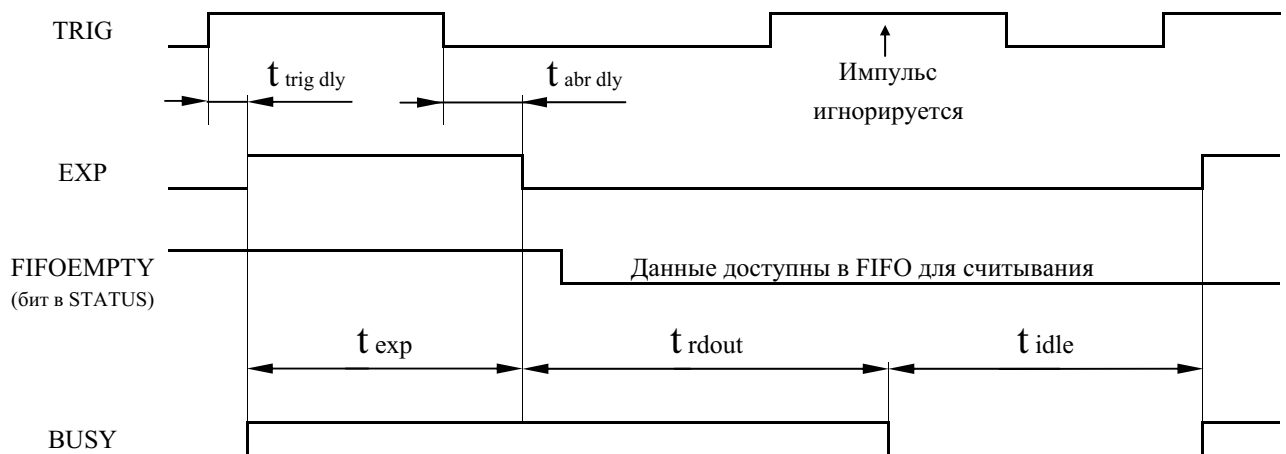 TRIG
t trig dly
t abr dly
Импульс
игнорируется
EXP
FIFOEMPTY
(бит в STATUS)
Данные доступны в FIFO для считывания
t exp
t rdout
t idle
BUSY